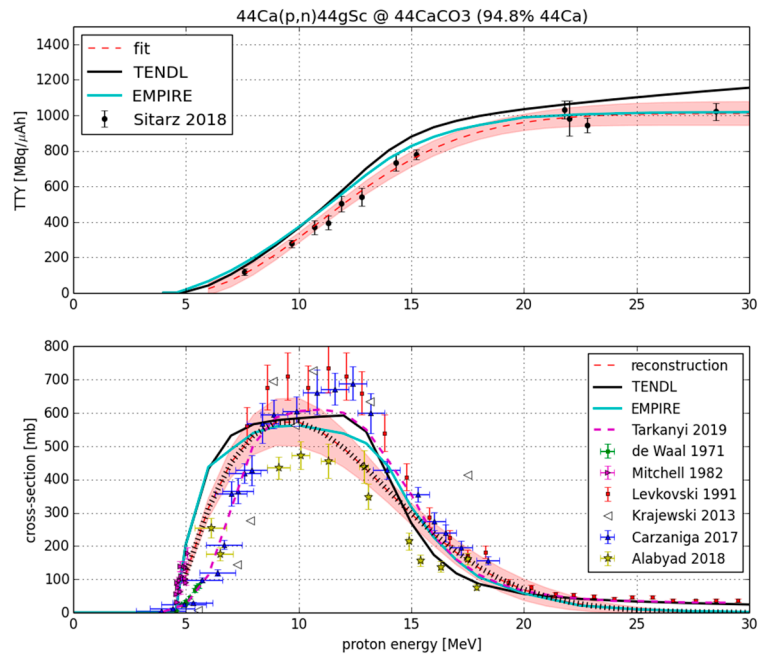 44Ca(p,n)44gSc @ 44CaCO3 (94.8% 44Ca)
TTY [MBq/μAh]
1400
1200
1000
800
600
400
200
0
fit
TENDL
EMPIRE
Sitarz 2018
0 5 10 15 20 25 30
cross-section [mb]
800
700
600
500
400
300
200
100
0
reconstruction
TENDL
EMPIRE
Tarkanyi 2019
de Waal 1971
Mitchell 1982
Levkovski 1991
Krajewski 2013
Carzaniga 2017
Alabyad 2018
0 5 10 15 20 25 30
proton energy [MeV]